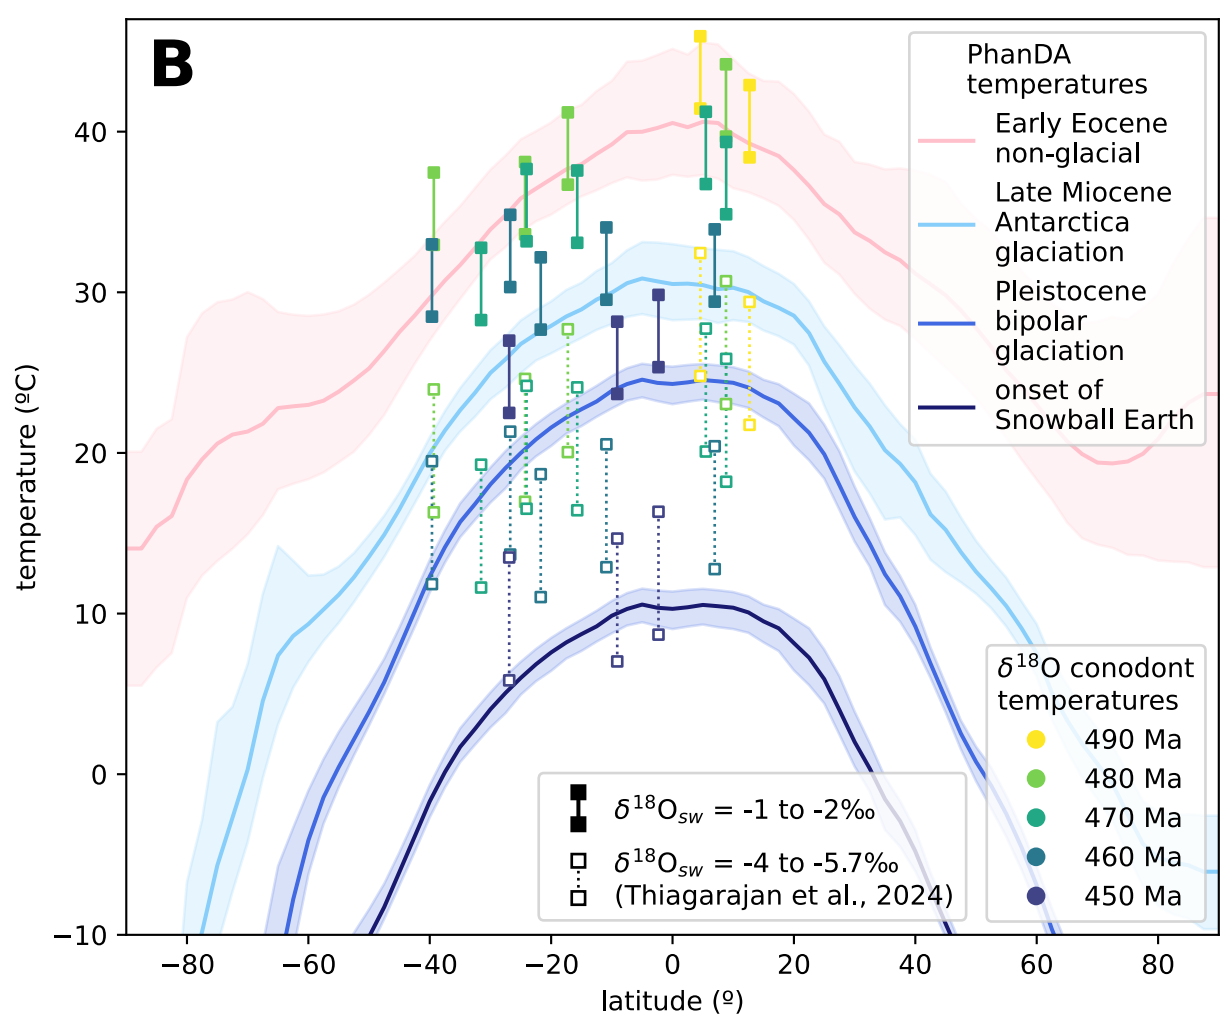 B
PhanDA
temperatures
Early Eocene
non-glacial
Late Miocene
Antarctica
glaciation
Pleistocene
bipolar
glaciation
onset of
Snowball Earth
40
30
20
10
0
−10
temperature (ºC)
δ¹⁸O conodont
temperatures
490 Ma
480 Ma
470 Ma
460 Ma
450 Ma
δ¹⁸Oₛw = -1 to -2‰
δ¹⁸Oₛw = -4 to -5.7‰
(Thiagarajan et al., 2024)
−80 −60 −40 −20 0 20 40 60 80
latitude (º)